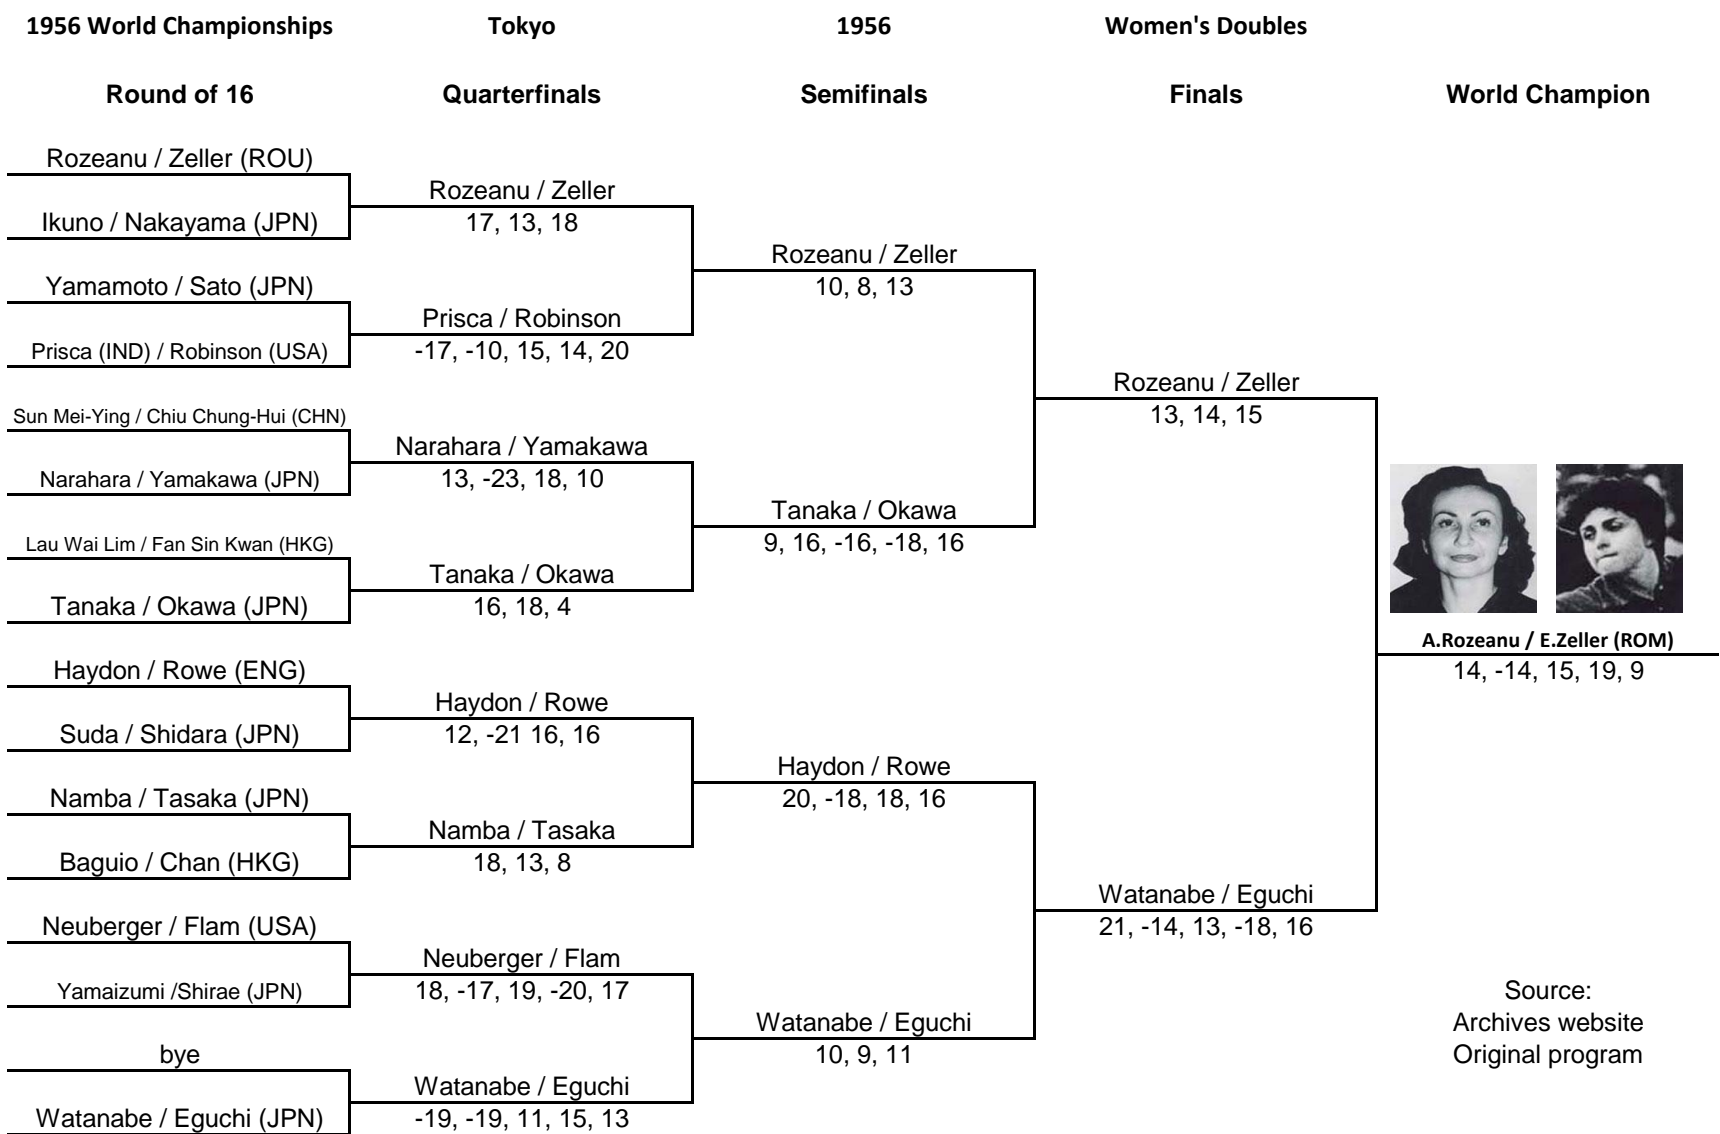 1956 World Championships Tokyo 1956 Women's Doubles
Round of 16 Quarterfinals Semifinals Finals World Champion
Rozeanu / Zeller (ROU)
Ikuno / Nakayama (JPN)
Yamamoto / Sato (JPN)
Prisca (IND) / Robinson (USA)
Sun Mei-Ying / Chiu Chung-Hui (CHN)
Narahara / Yamakawa (JPN)
Lau Wai Lim / Fan Sin Kwan (HKG)
Tanaka / Okawa (JPN)
Haydon / Rowe (ENG)
Suda / Shidara (JPN)
Namba / Tasaka (JPN)
Baguio / Chan (HKG)
Neuberger / Flam (USA)
Yamaizumi /Shirae (JPN)
bye
Watanabe / Eguchi (JPN)
Rozeanu / Zeller
17, 13, 18
Prisca / Robinson
-17, -10, 15, 14, 20
Narahara / Yamakawa
13, -23, 18, 10
Tanaka / Okawa
16, 18, 4
Haydon / Rowe
12, -21 16, 16
Namba / Tasaka
18, 13, 8
Neuberger / Flam
18, -17, 19, -20, 17
Watanabe / Eguchi
-19, -19, 11, 15, 13
Rozeanu / Zeller
10, 8, 13
Tanaka / Okawa
9, 16, -16, -18, 16
Haydon / Rowe
20, -18, 18, 16
Watanabe / Eguchi
10, 9, 11
Rozeanu / Zeller
13, 14, 15
Watanabe / Eguchi
21, -14, 13, -18, 16
A.Rozeanu / E.Zeller (ROM)
14, -14, 15, 19, 9
Source:
Archives website
Original program